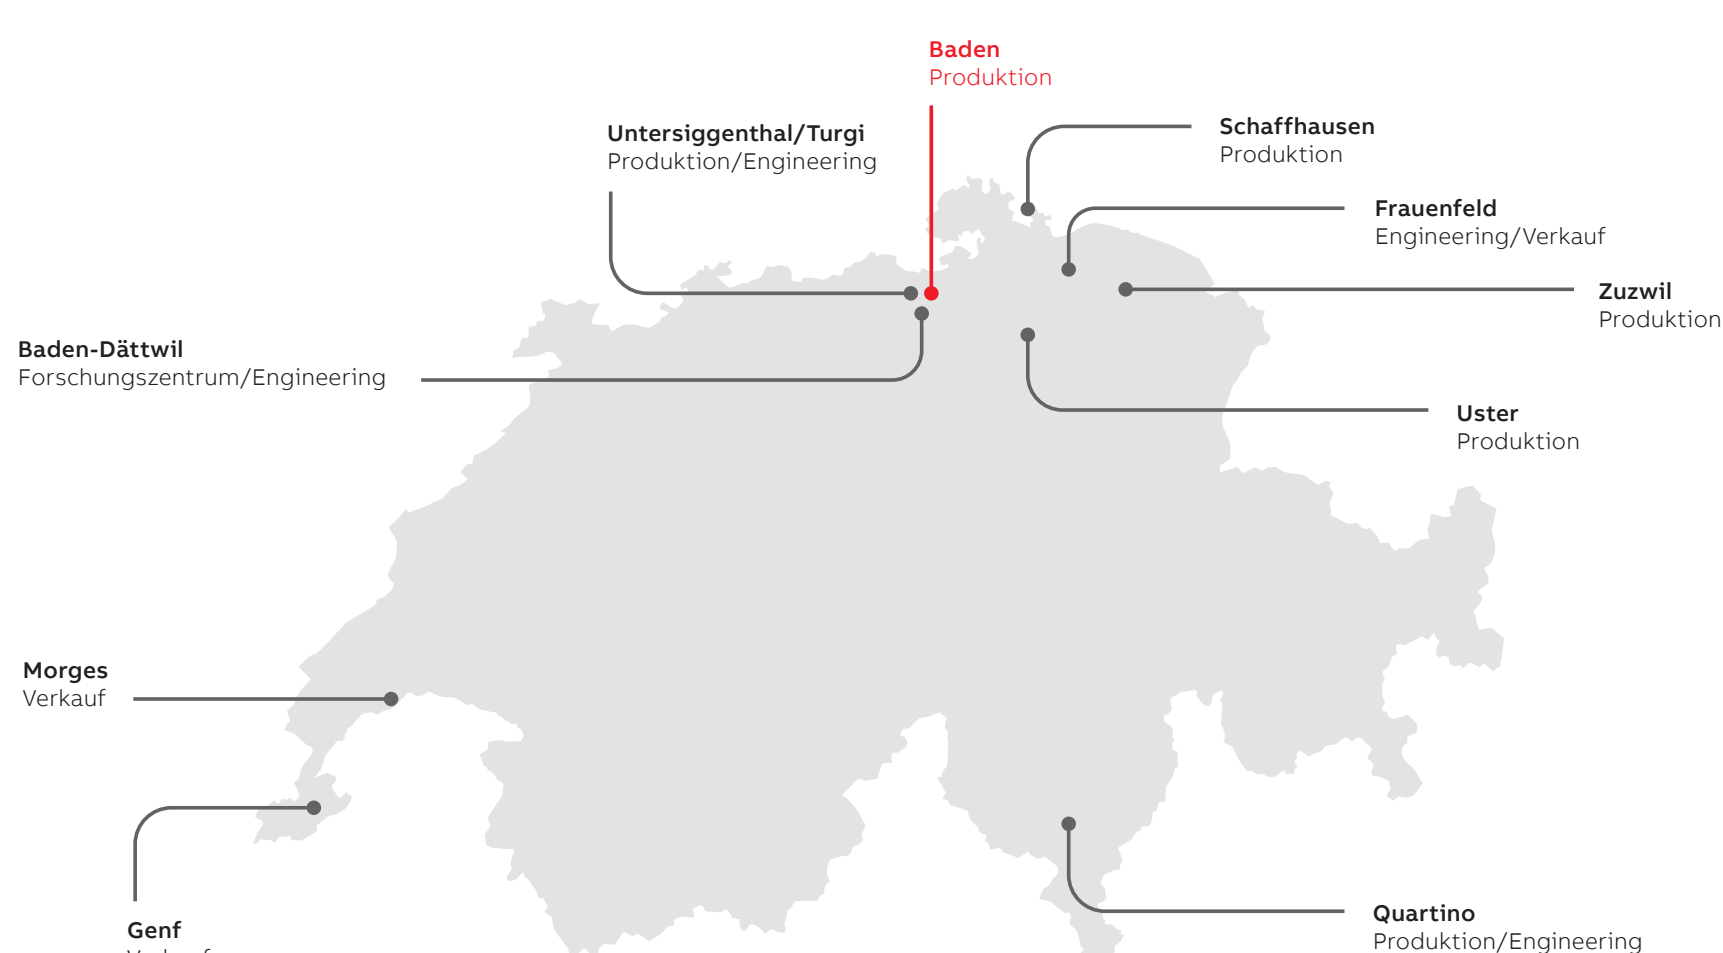 Baden
Produktion
Untersiggenthal/Turgi
Produktion/Engineering
Schaffhausen
Produktion
Frauenfeld
Engineering/Verkauf
Zuzwil
Produktion
Baden-Dättwil
Forschungszentrum/Engineering
Uster
Produktion
Morges
Verkauf
Genf
Verkauf
Quartino
Produktion/Engineering